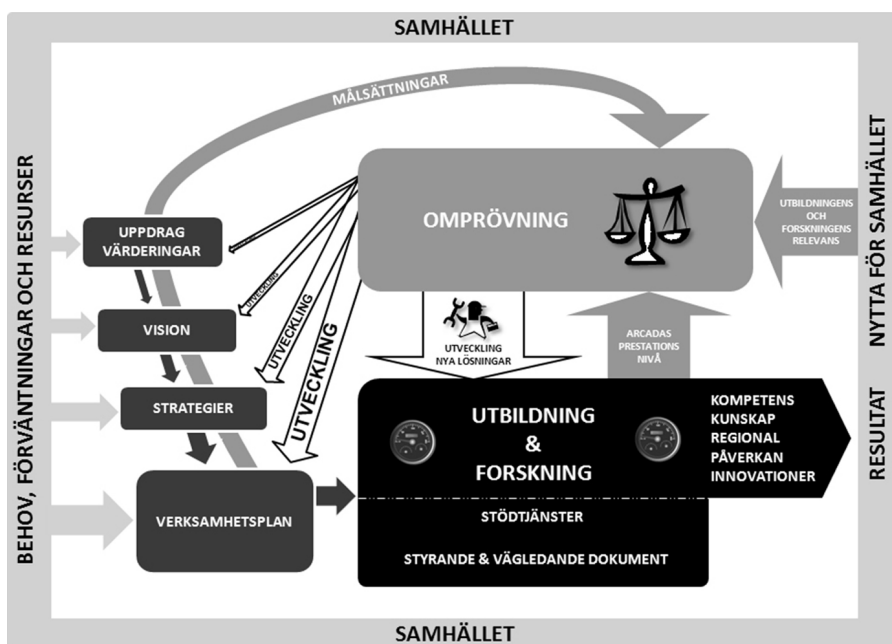 SAMHÄLLET
BEHOV, FÖRVÄNTNINGAR OCH RESURSER
MÅLSÄTTNINGAR
UPPDRAG
VÄRDERINGAR
VISION
STRATEGIER
VERKSAMHETSPLAN
UTVECKLING
UTVECKLING
UTVECKLING
OMPRÖVNING
UTBILDNINGENS
OCH
FORSKNINGENS
RELEVANS
UTVECKLING
NYA LÖSNINGAR
ARCADAS
PRESTATIONS
NIVÅ
UTBILDNING
&
FORSKNING
KOMPETENS
KUNSKAP
REGIONAL
PÅVERKAN
INNOVATIONER
STÖDTJÄNSTER
STYRANDE & VÄGLEDANDE DOKUMENT
RESULTAT
NYTTA FÖR SAMHÄLLET
SAMHÄLLET